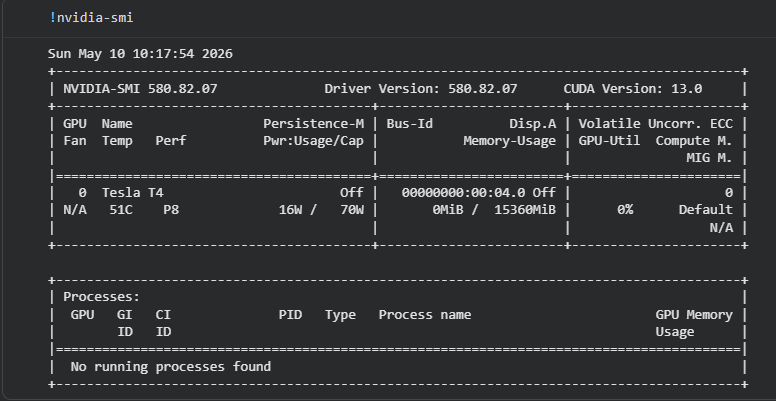 !nvidia-smi
Sun May 10 10:17:54 2026
+-----------------------------------------------------------------------------------------+
| NVIDIA-SMI 580.82.07              Driver Version: 580.82.07      CUDA Version: 13.0     |
+-----------------------------------------+------------------------+----------------------+
| GPU  Name                 Persistence-M | Bus-Id          Disp.A | Volatile Uncorr. ECC |
| Fan  Temp   Perf          Pwr:Usage/Cap |           Memory-Usage | GPU-Util  Compute M. |
|                                         |                        |               MIG M. |
|=========================================+========================+======================|
|   0  Tesla T4                       Off |   00000000:00:04.0 Off |                    0 |
| N/A   51C    P8             16W /   70W |       0MiB /  15360MiB |      0%      Default |
|                                         |                        |                  N/A |
+-----------------------------------------+------------------------+----------------------+

+-----------------------------------------------------------------------------------------+
| Processes:                                                                              |
|  GPU   GI   CI              PID   Type   Process name                        GPU Memory |
|        ID   ID                                                               Usage      |
|=========================================================================================|
|  No running processes found                                                             |
+-----------------------------------------------------------------------------------------+